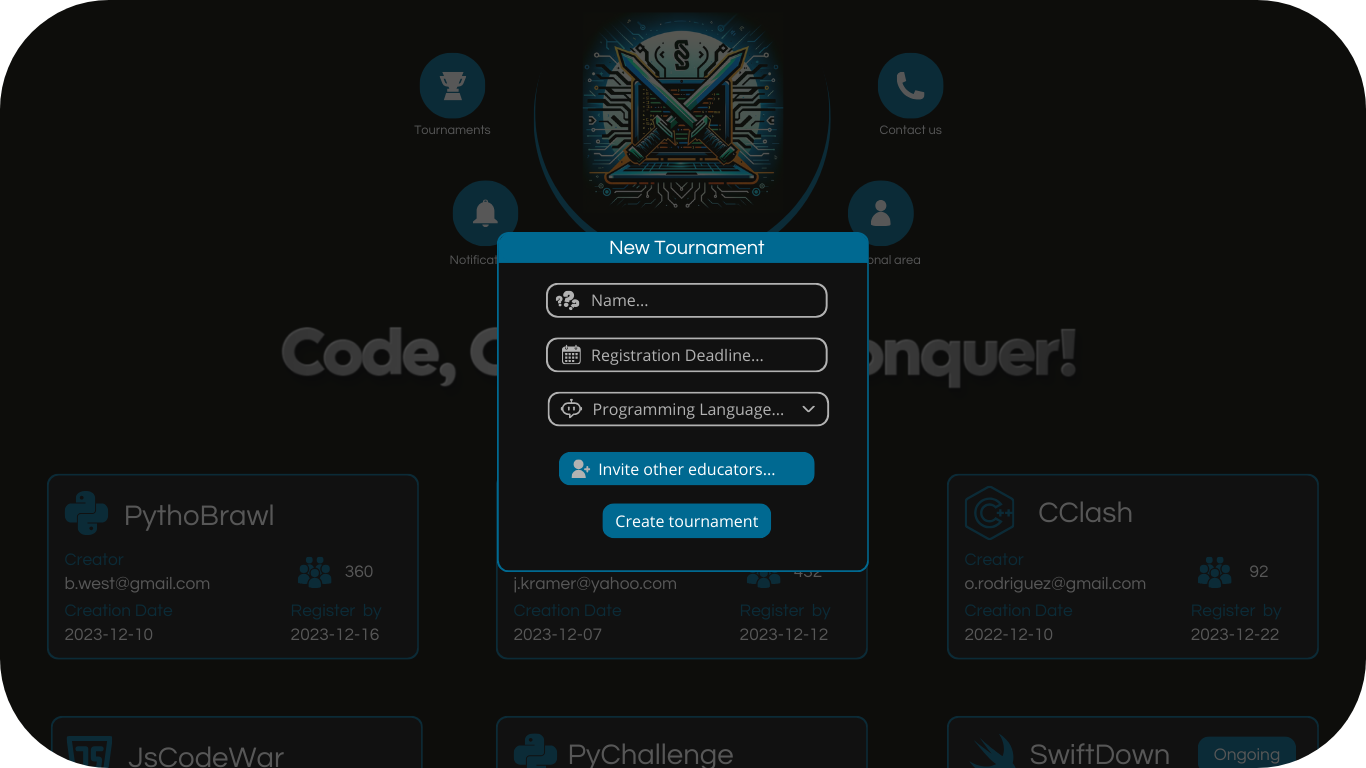 Tournaments
Contact us
Notificat
onal area
New Tournament
Name...
Registration Deadline...
Programming Language...
Invite other educators...
Create tournament
Code, C
onquer!
PythoBrawl
Creator
b.west@gmail.com
360
Creation Date
Register by
2023-12-10
2023-12-16
j.kramer@yahoo.com
Creation Date
Register by
2023-12-07
2023-12-12
CClash
Creator
o.rodriguez@gmail.com
92
Creation Date
Register by
2022-12-10
2023-12-22
JS
JsCodeWar
PyChallenge
SwiftDown
Ongoing